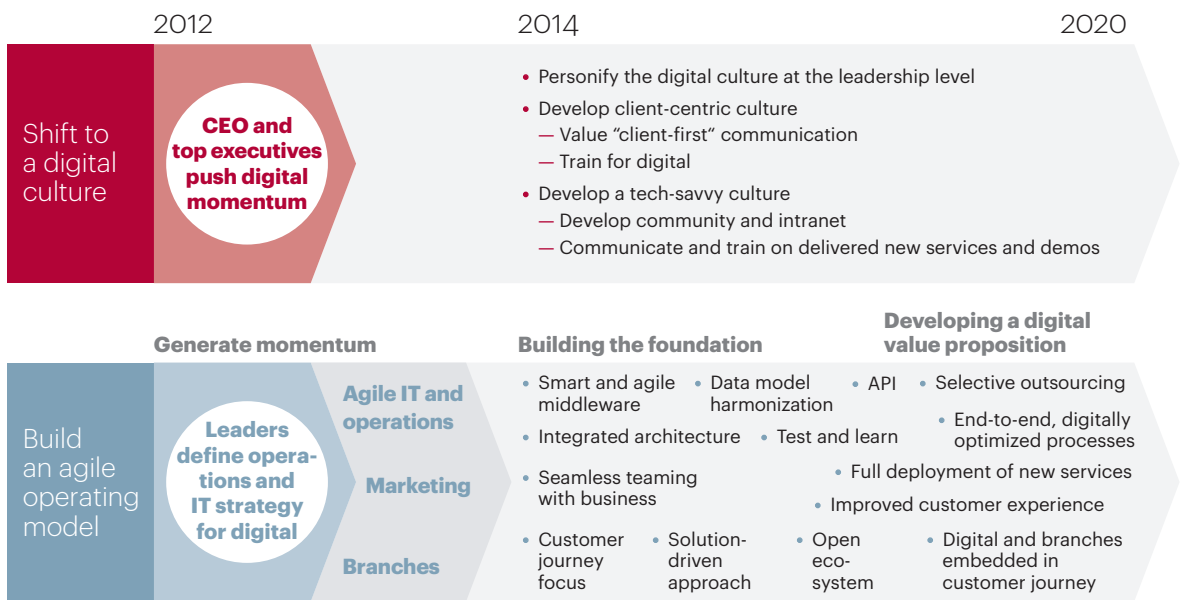 2012
2014
2020
Shift to
a digital
culture
CEO and
top executives
push digital
momentum
• Personify the digital culture at the leadership level
• Develop client-centric culture
— Value “client-first“ communication
— Train for digital
• Develop a tech-savvy culture
— Develop community and intranet
— Communicate and train on delivered new services and demos
Generate momentum
Building the foundation
Developing a digital
value proposition
Build
an agile
operating
model
Leaders
define opera-
tions and
IT strategy
for digital
Agile IT and
operations
Marketing
Branches
• Smart and agile
middleware
• Data model
harmonization
• API
• Selective outsourcing
• End-to-end, digitally
optimized processes
• Integrated architecture
• Test and learn
• Seamless teaming
with business
• Full deployment of new services
• Improved customer experience
• Customer
journey
focus
• Solution-
driven
approach
• Open
eco-
system
• Digital and branches
embedded in
customer journey